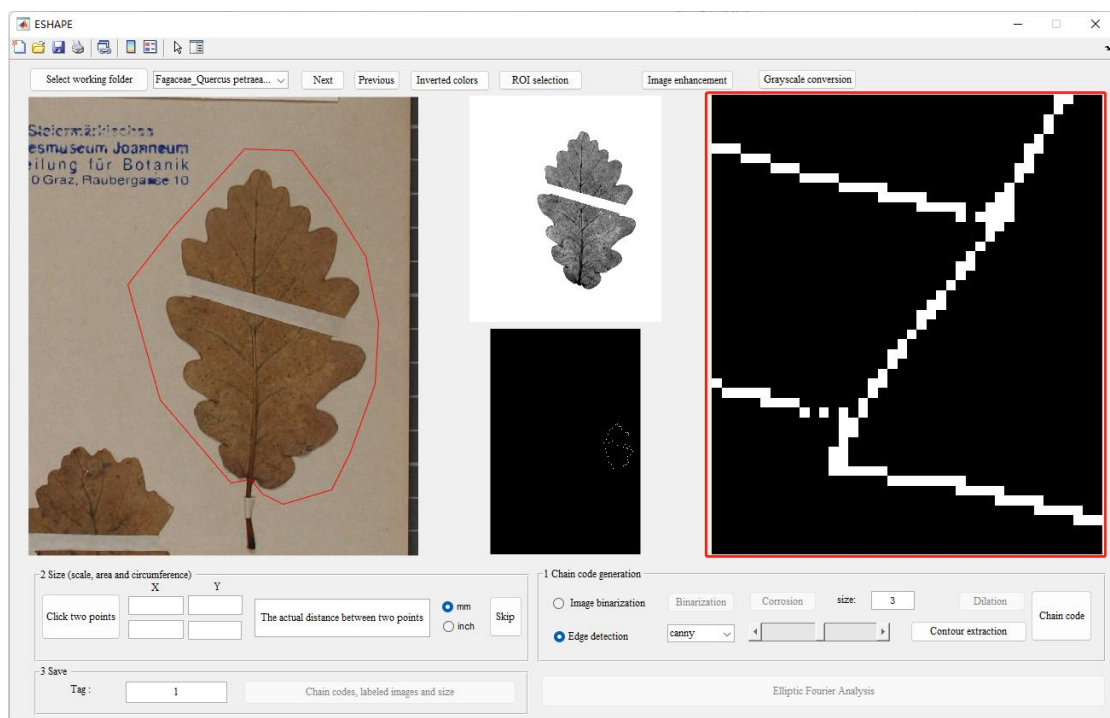 ESHAPE
Select working folder
Fagaceae_Quercus petraea...
Next
Previous
Inverted colors
ROI selection
Image enhancement
Grayscale conversion
Steiermärkisches
esmuseum Joanneum
eilung für Botanik
0 Graz, Raubergasse 10
2 Size (scale, area and circumference)
X Y
Click two points
The actual distance between two points
mm
inch
Skip
1 Chain code generation
Image binarization
Binarization
Corrosion
size:
3
Dilation
Edge detection
canny
Contour extraction
Chain code
3 Save
Tag :
1
Chain codes, labeled images and size
Elliptic Fourier Analysis